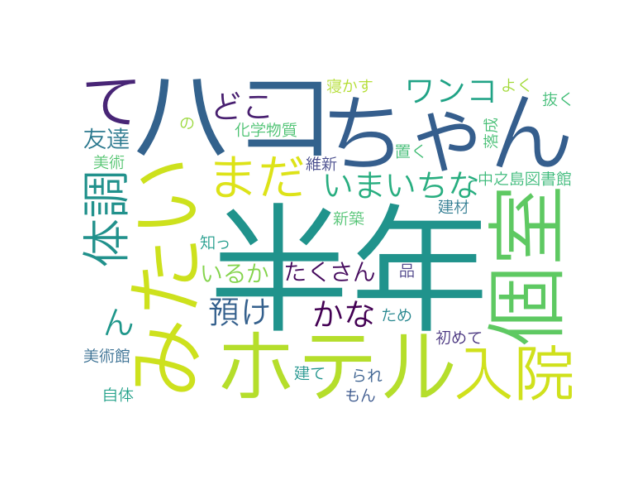 寝かす
よく
て
ハコちゃん
どこ
ワンコ
抜く
の
化学物質
落成
友達
置く
美術
まだ
維新
いまいちな
中之島図書館
体調
みたい
半年
個室
新築
建材
知っ
いるか
たくさん
品
預け
かな
ため
ん
初めて
美術館
ホテル
入院
建て
られ
自体
もん